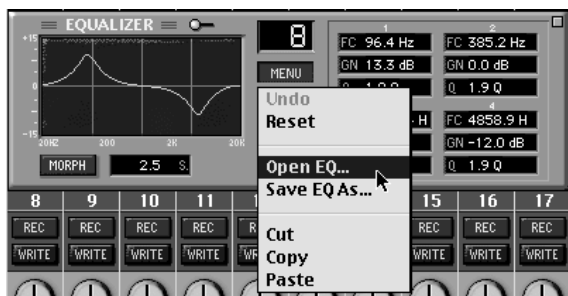 EQUALIZER
+15
0
-15
20HZ 200 2K 20K
MORPH 2.5 S.
8
MENU
1
FC 96.4 Hz
GN 13.3 dB
2
FC 385.2 Hz
GN 0.0 dB
Q 1.9 Q
H
4
FC 4858.9 H
GN -12.0 dB
Q 1.9 Q
Undo
Reset
Open EQ...
Save EQ As...
Cut
Copy
Paste
8 9 10 11 15 16 17
REC REC REC REC REC REC REC
WRITE WRITE WRITE WRITE WRITE WRITE WRITE